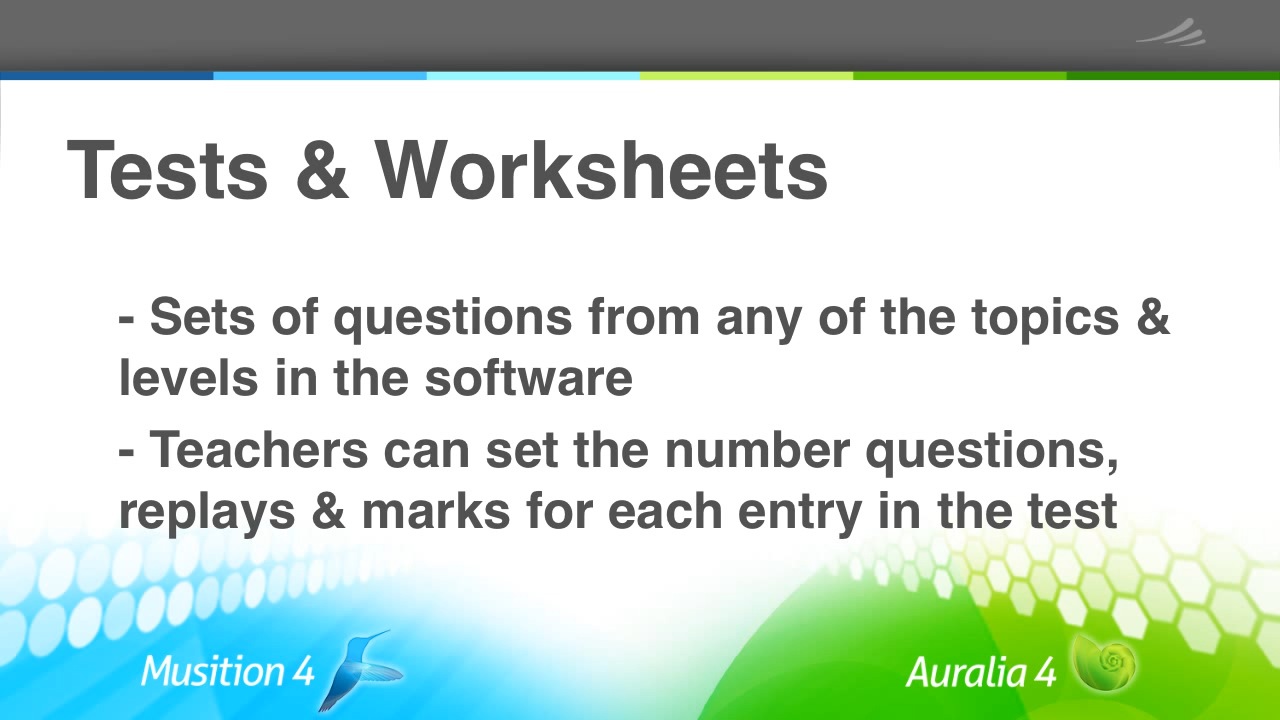 Tests & Worksheets
- Sets of questions from any of the topics &
levels in the software
- Teachers can set the number questions,
replays & marks for each entry in the test
Musition 4
Auralia 4